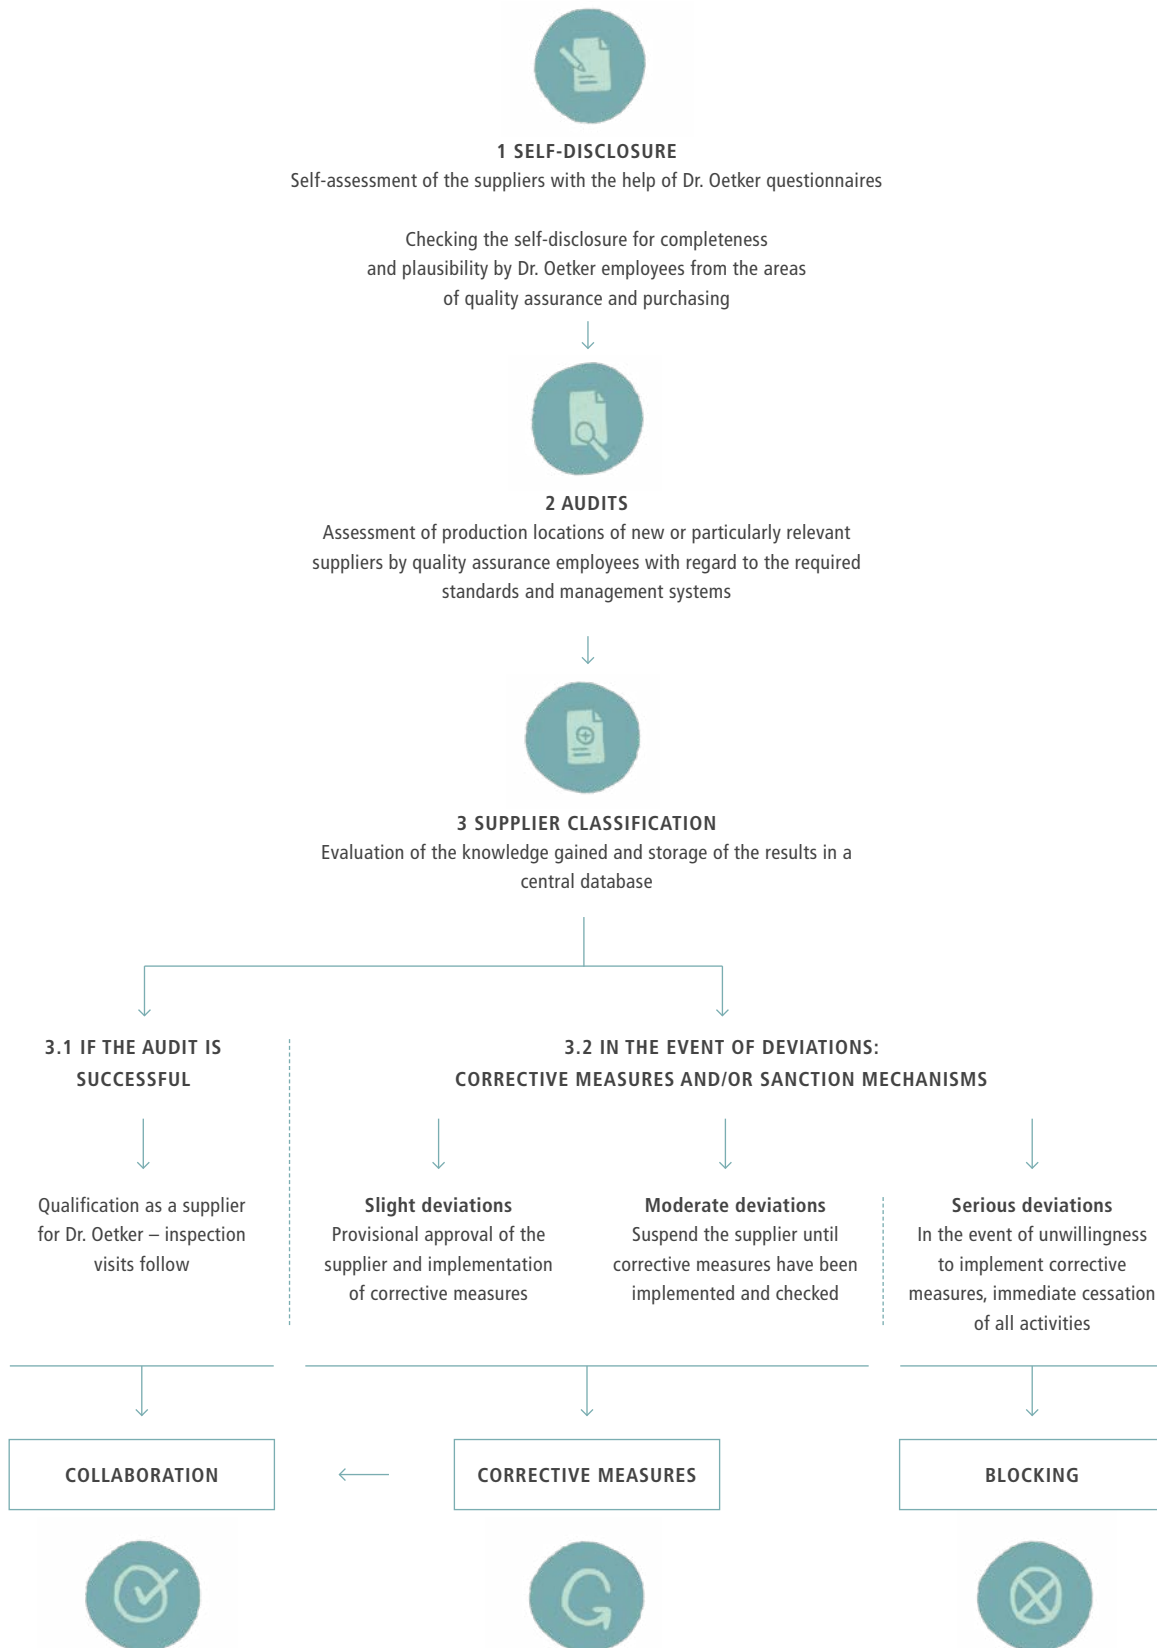 1 SELF-DISCLOSURE
Self-assessment of the suppliers with the help of Dr. Oetker questionnaires
Checking the self-disclosure for completeness
and plausibility by Dr. Oetker employees from the areas
of quality assurance and purchasing
2 AUDITS
Assessment of production locations of new or particularly relevant
suppliers by quality assurance employees with regard to the required
standards and management systems
3 SUPPLIER CLASSIFICATION
Evaluation of the knowledge gained and storage of the results in a
central database
3.1 IF THE AUDIT IS
SUCCESSFUL
3.2 IN THE EVENT OF DEVIATIONS:
CORRECTIVE MEASURES AND/OR SANCTION MECHANISMS
Qualification as a supplier
for Dr. Oetker – inspection
visits follow
Slight deviations
Provisional approval of the
supplier and implementation
of corrective measures
Moderate deviations
Suspend the supplier until
corrective measures have been
implemented and checked
Serious deviations
In the event of unwillingness
to implement corrective
measures, immediate cessation
of all activities
COLLABORATION
CORRECTIVE MEASURES
BLOCKING